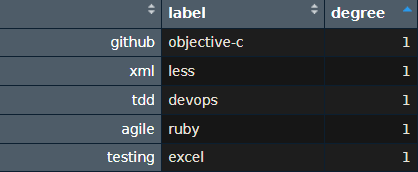 label degree
github objective-c 1
xml less 1
tdd devops 1
agile ruby 1
testing excel 1